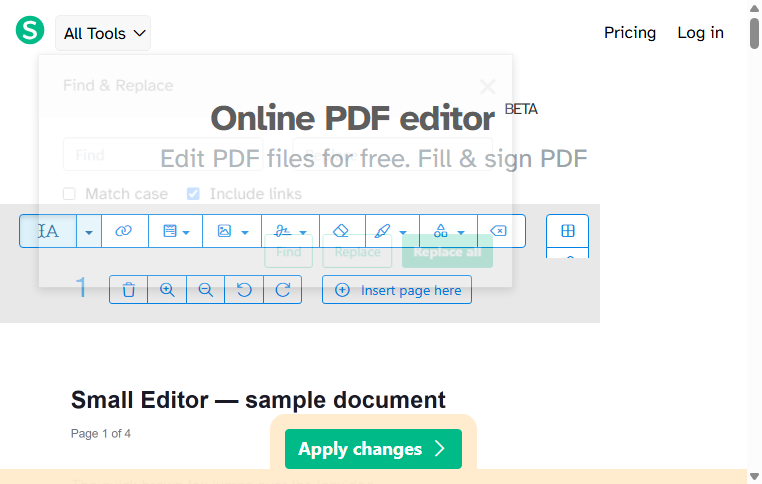 S All Tools Pricing Log in
Find & Replace
Online PDF editor BETA
Find
Edit PDF files for free. Fill & sign PDF
Match case Include links
A
Find Replace Replace all
1 Insert page here
Small Editor — sample document
Page 1 of 4
Apply changes